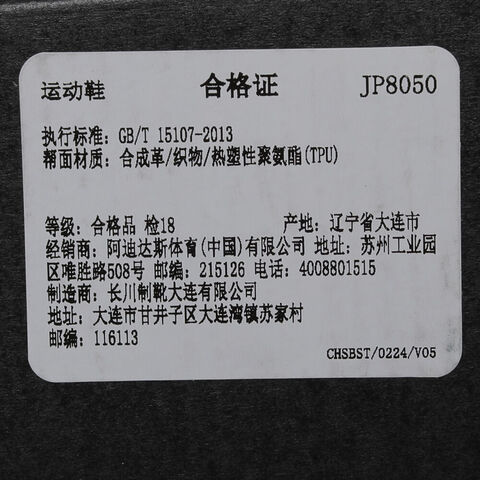 运动鞋 合格证 JP8050
执行标准: GB/T 15107-2013
帮面材质: 合成革/织物/热塑性聚氨酯(TPU)
等级: 合格品 检18 产地: 辽宁省大连市
经销商: 阿迪达斯体育(中国)有限公司 地址: 苏州工业园
区唯胜路508号 邮编: 215126 电话: 4008801515
制造商: 长川制靴大连有限公司
地址: 大连市甘井子区大连湾镇苏家村
邮编: 116113
CHSBST/0224/V05